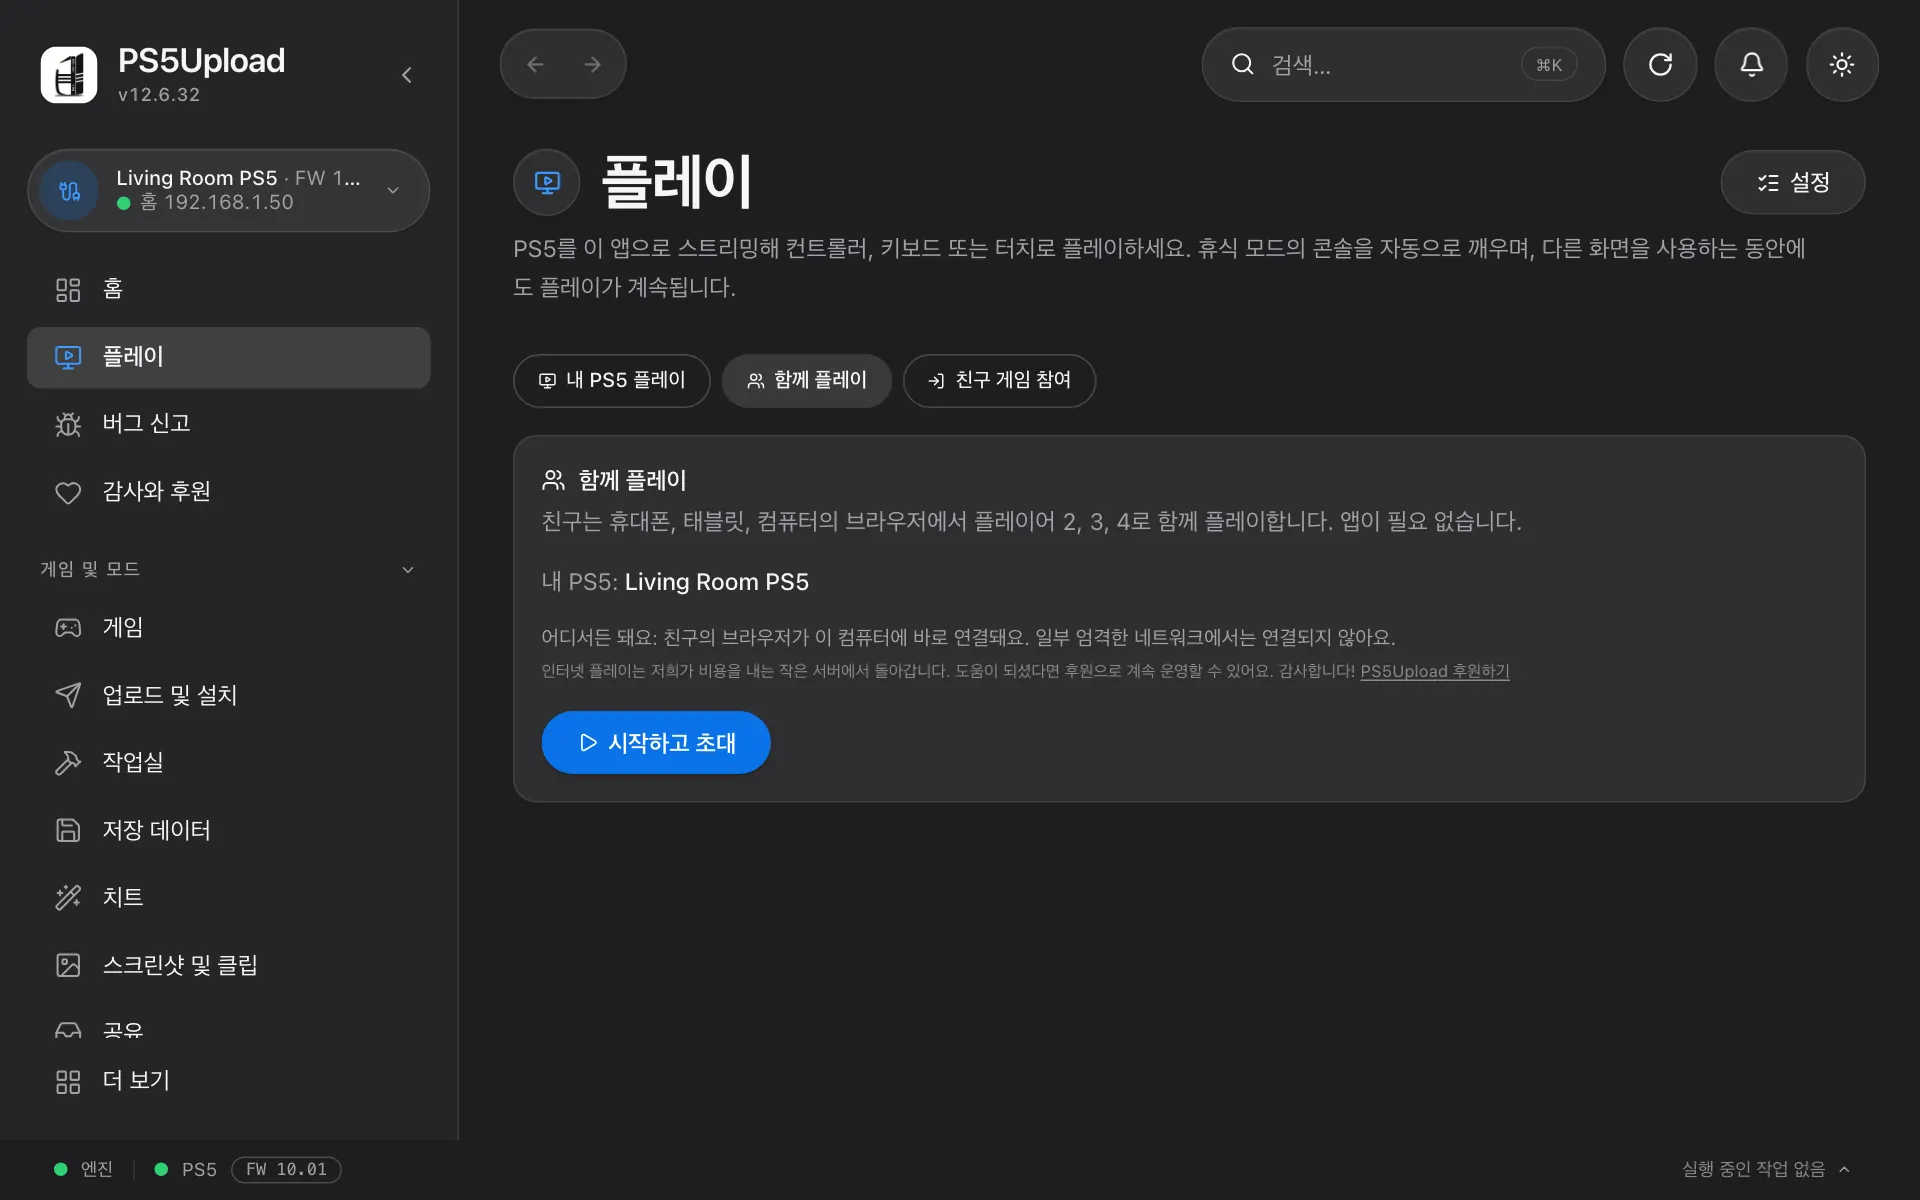 PS5Upload
v12.6.32
Living Room PS5 · FW 1...
홈 192.168.1.50
홈
플레이
버그 신고
감사와 후원
게임 및 모드
게임
업로드 및 설치
작업실
저장 데이터
치트
스크린샷 및 클립
공유
더 보기
검색...
⌘K
플레이
설정
PS5를 이 앱으로 스트리밍해 컨트롤러, 키보드 또는 터치로 플레이하세요. 휴식 모드의 콘솔을 자동으로 깨우며, 다른 화면을 사용하는 동안에
도 플레이가 계속됩니다.
내 PS5 플레이
함께 플레이
친구 게임 참여
함께 플레이
친구는 휴대폰, 태블릿, 컴퓨터의 브라우저에서 플레이어 2, 3, 4로 함께 플레이합니다. 앱이 필요 없습니다.
내 PS5: Living Room PS5
어디서든 돼요: 친구의 브라우저가 이 컴퓨터에 바로 연결돼요. 일부 엄격한 네트워크에서는 연결되지 않아요.
인터넷 플레이는 저희가 비용을 내는 작은 서버에서 돌아갑니다. 도움이 되셨다면 후원으로 계속 운영할 수 있어요. 감사합니다! PS5Upload 후원하기
시작하고 초대
엔진
PS5
FW 10.01
실행 중인 작업 없음